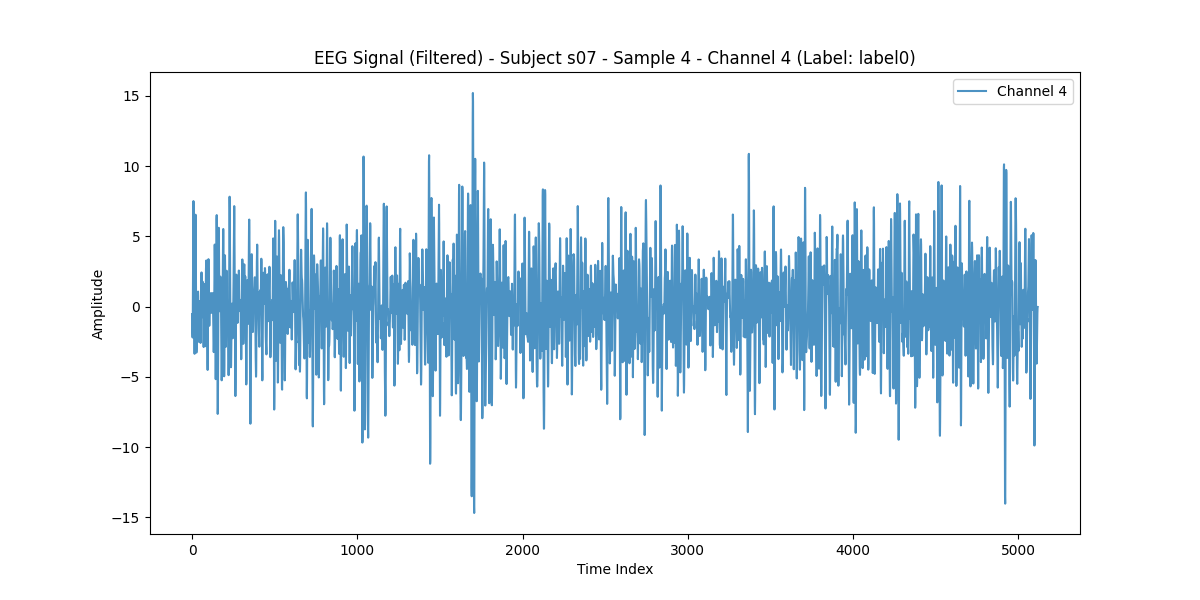 EEG Signal (Filtered) - Subject s07 - Sample 4 - Channel 4 (Label: label0)
Channel 4
15
10
5
0
−5
−10
−15
Amplitude
0 1000 2000 3000 4000 5000
Time Index